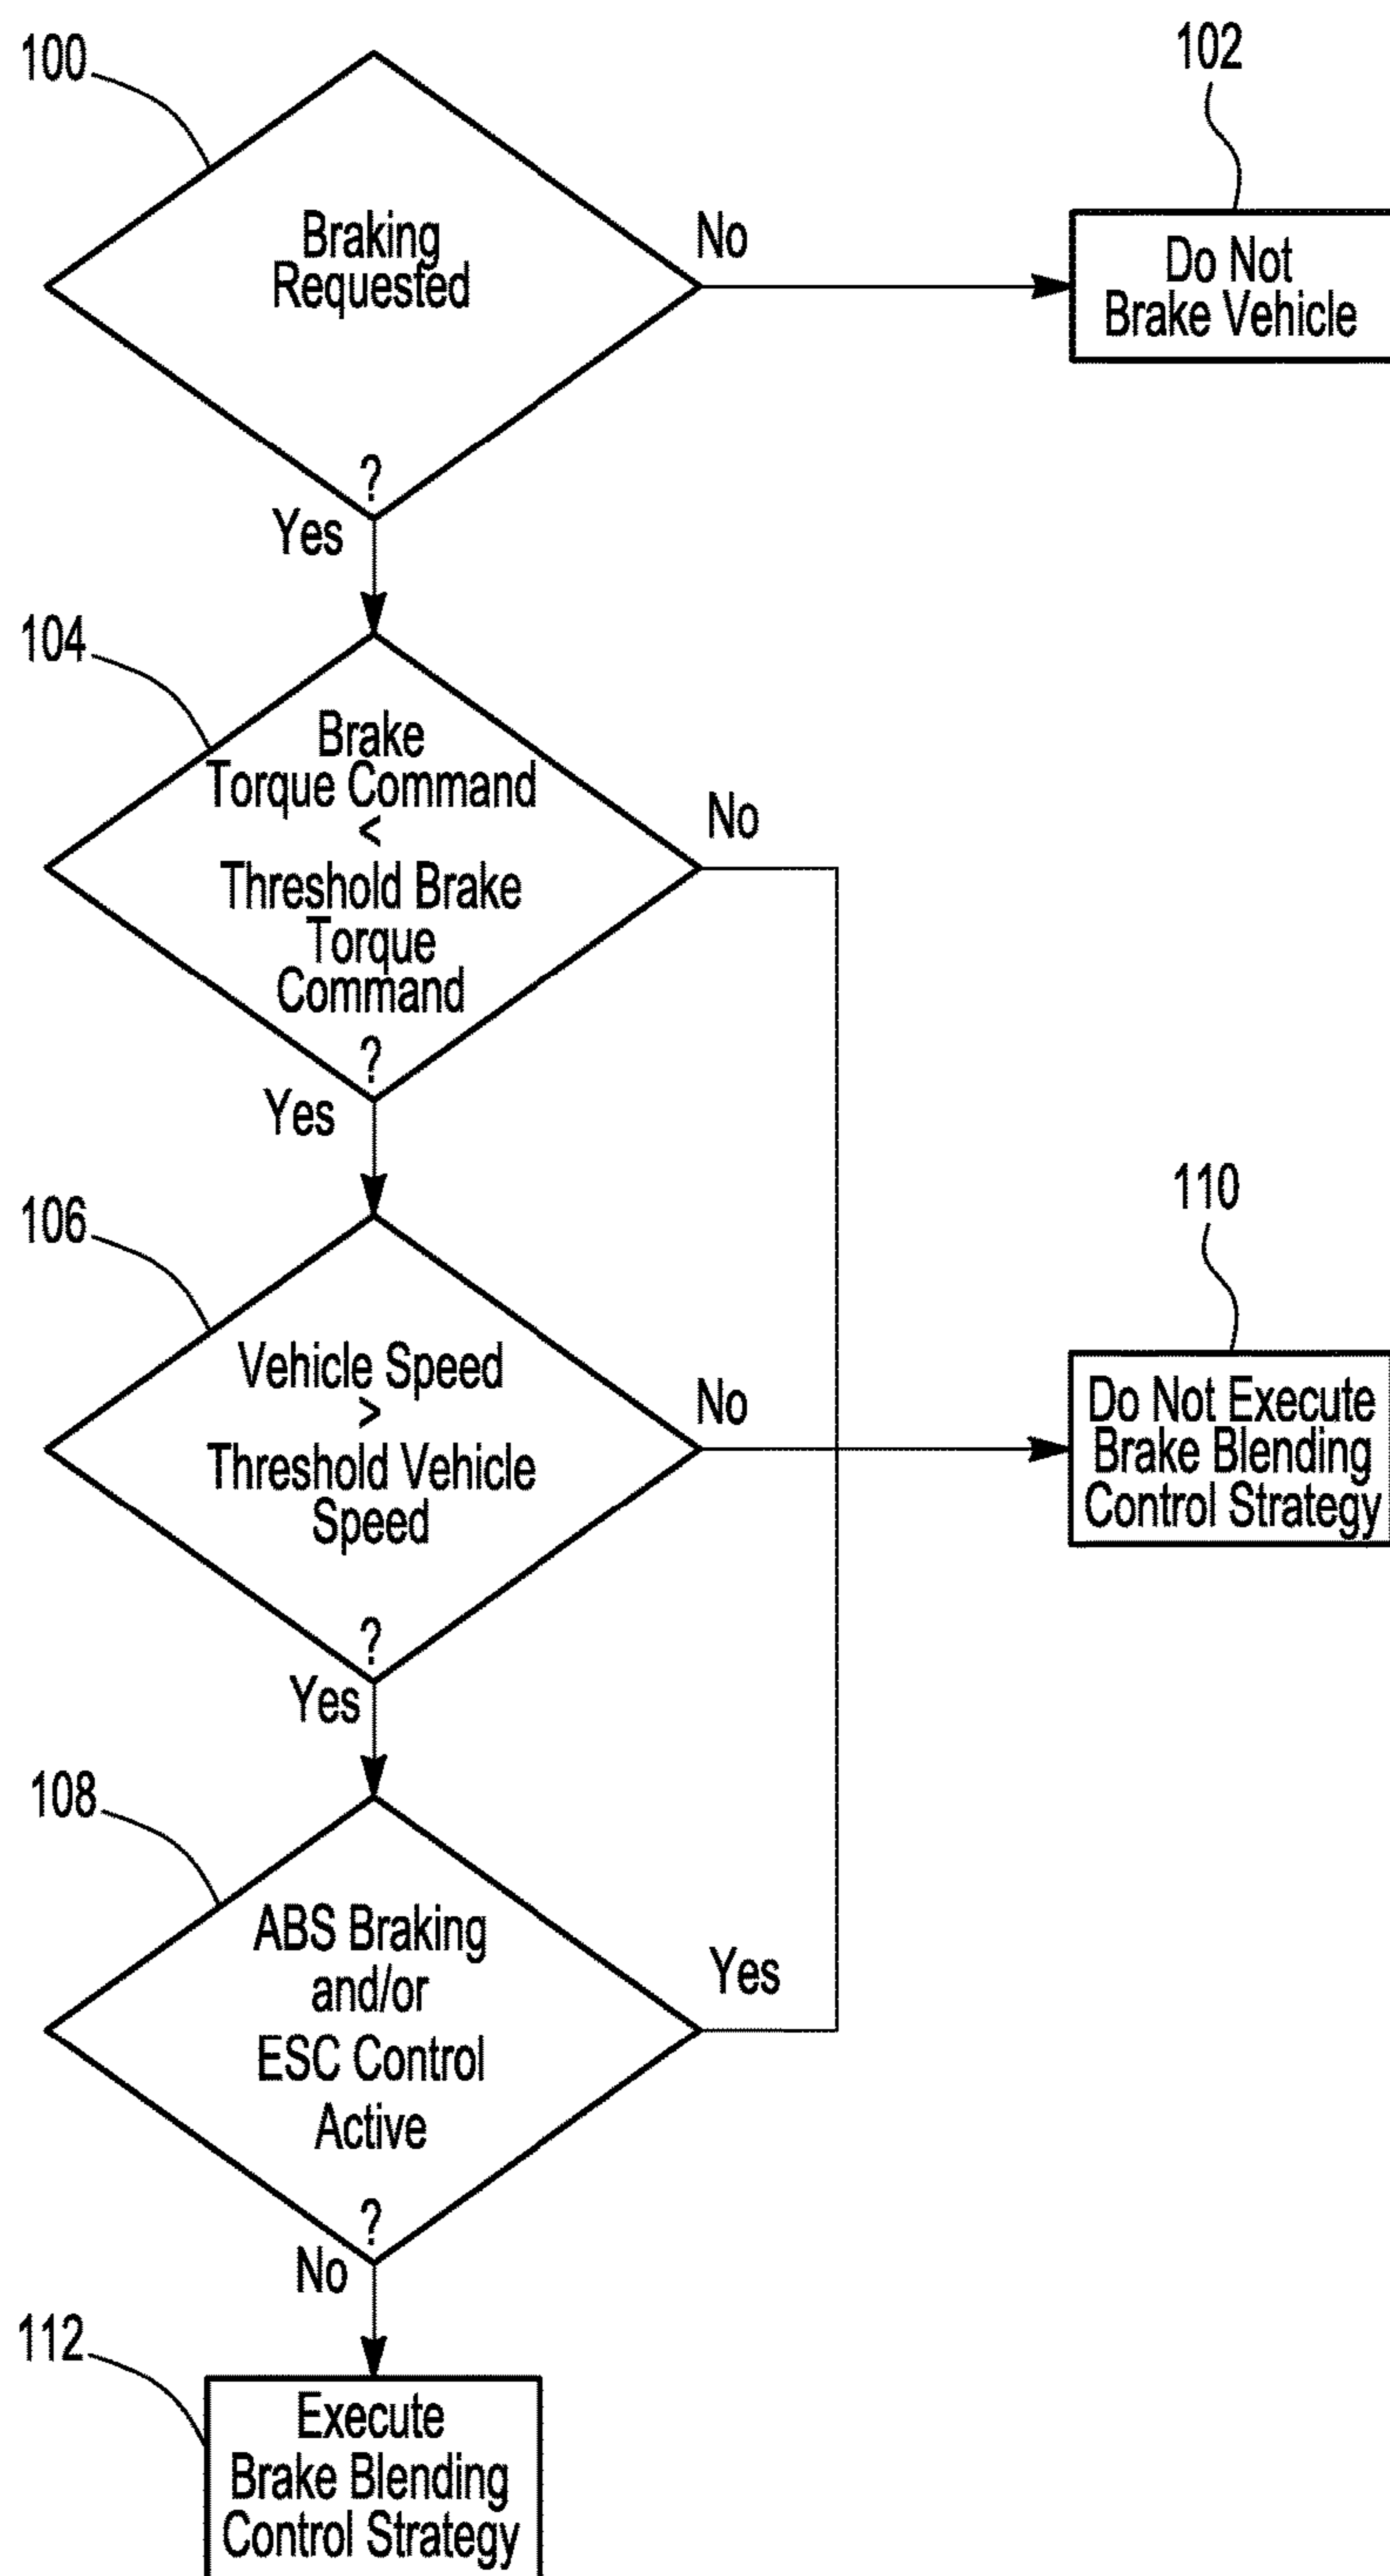 100
102
Braking
Requested
No
Do Not
Brake Vehicle
?
Yes
104
Brake
Torque Command
<
Threshold Brake
Torque
Command
No
?
Yes
106
110
Vehicle Speed
>
Threshold Vehicle
Speed
No
Do Not Execute
Brake Blending
Control Strategy
?
Yes
108
ABS Braking
and/or
ESC Control
Active
Yes
?
No
112
Execute
Brake Blending
Control Strategy